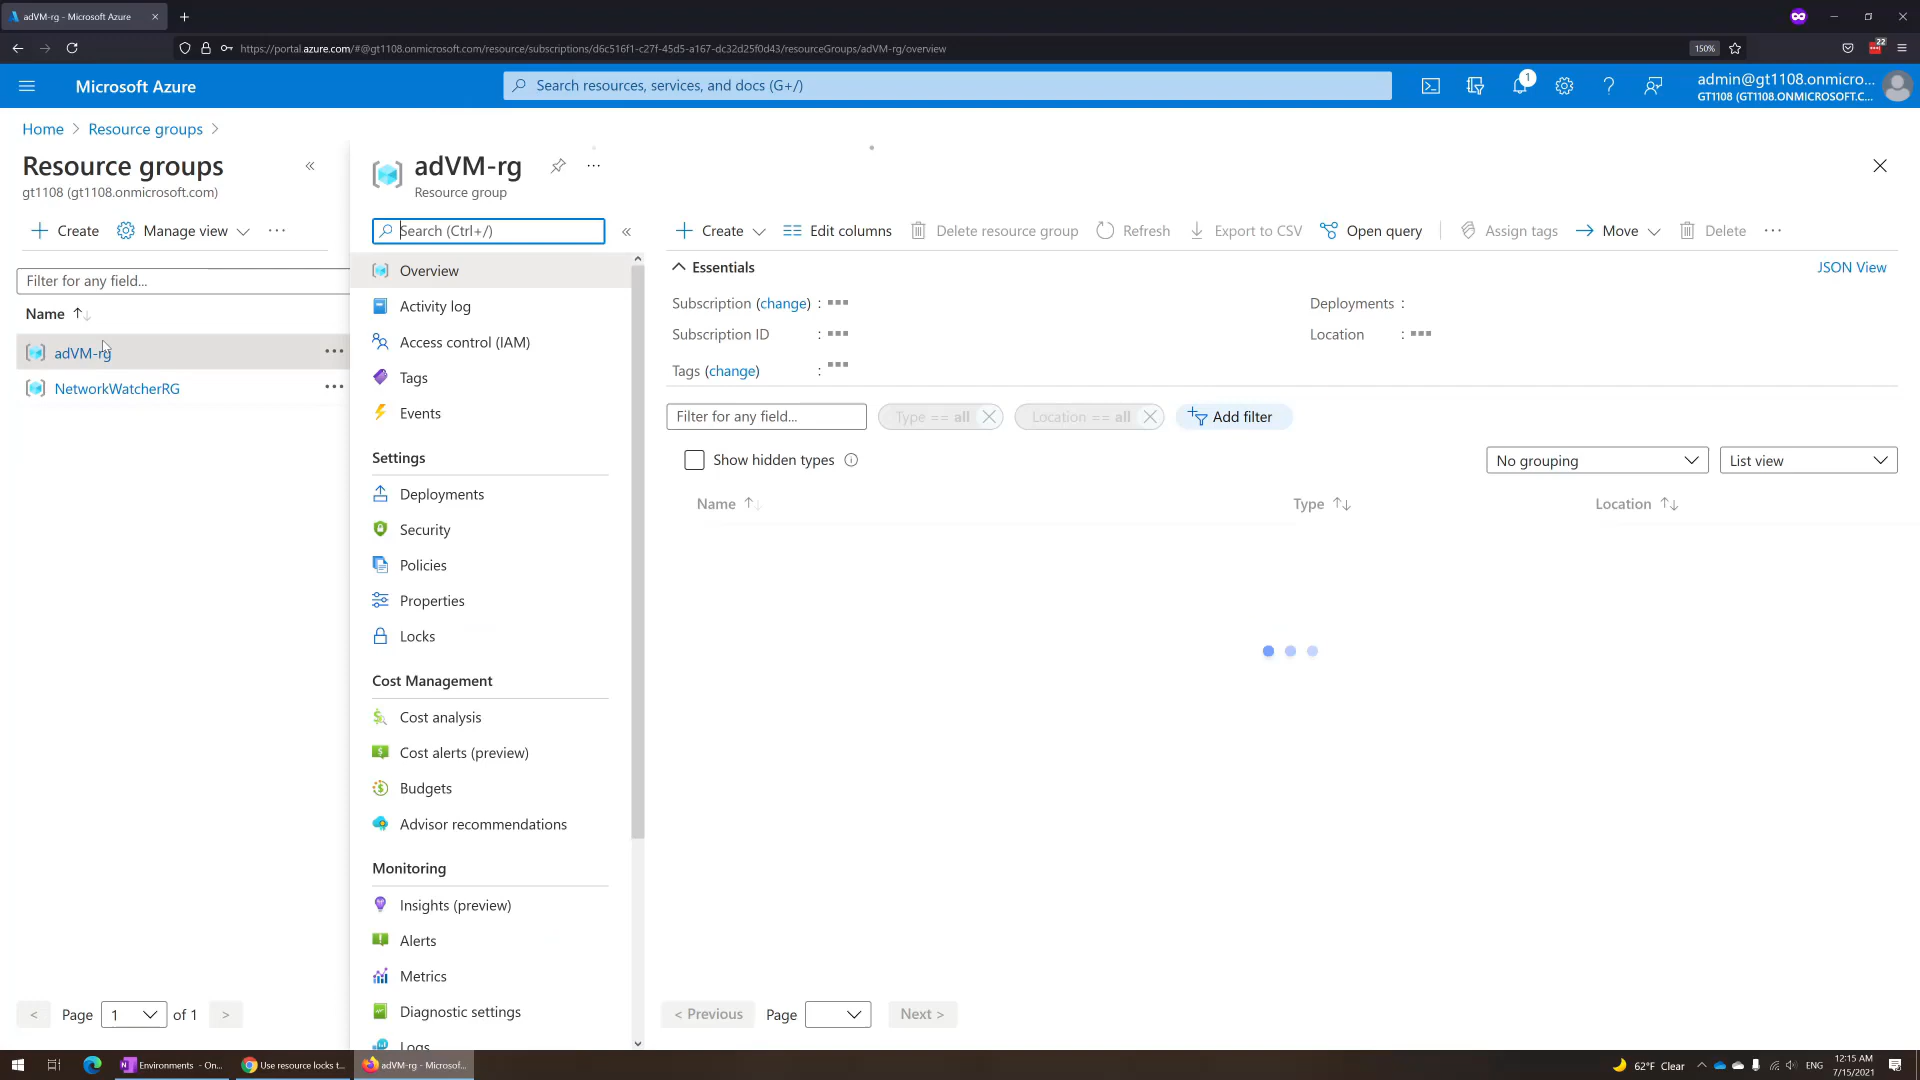 adVM-rg - Microsoft Azure
https://portal.azure.com/#@gt1108.onmicrosoft.com/resource/subscriptions/d6c516f1-c27f-45d5-a167-dc32d25f0d43/resourceGroups/adVM-rg/overview
150%
22
Microsoft Azure
Search resources, services, and docs (G+/)
1
admin@gt1108.onmicro...
GT1108 (GT1108.ONMICROSOFT.C...
Home > Resource groups >
Resource groups
gt1108 (gt1108.onmicrosoft.com)
Create
Manage view
Filter for any field...
Name
adVM-rg
NetworkWatcherRG
< Page 1 of 1 >
adVM-rg
Resource group
Search (Ctrl+/)
Overview
Activity log
Access control (IAM)
Tags
Events
Settings
Deployments
Security
Policies
Properties
Locks
Cost Management
Cost analysis
Cost alerts (preview)
Budgets
Advisor recommendations
Monitoring
Insights (preview)
Alerts
Metrics
Diagnostic settings
Logs
Create Edit columns Delete resource group Refresh Export to CSV Open query Assign tags Move Delete
Essentials
JSON View
Subscription (change) :
Deployments :
Subscription ID :
Location :
Tags (change) :
Filter for any field...
Type == all
Location == all
Add filter
Show hidden types
No grouping
List view
Name
Type
Location
< Previous Page Next >
Environments - On...
Use resource locks t...
adVM-rg - Microsof...
62°F Clear
ENG
12:15 AM
7/15/2021